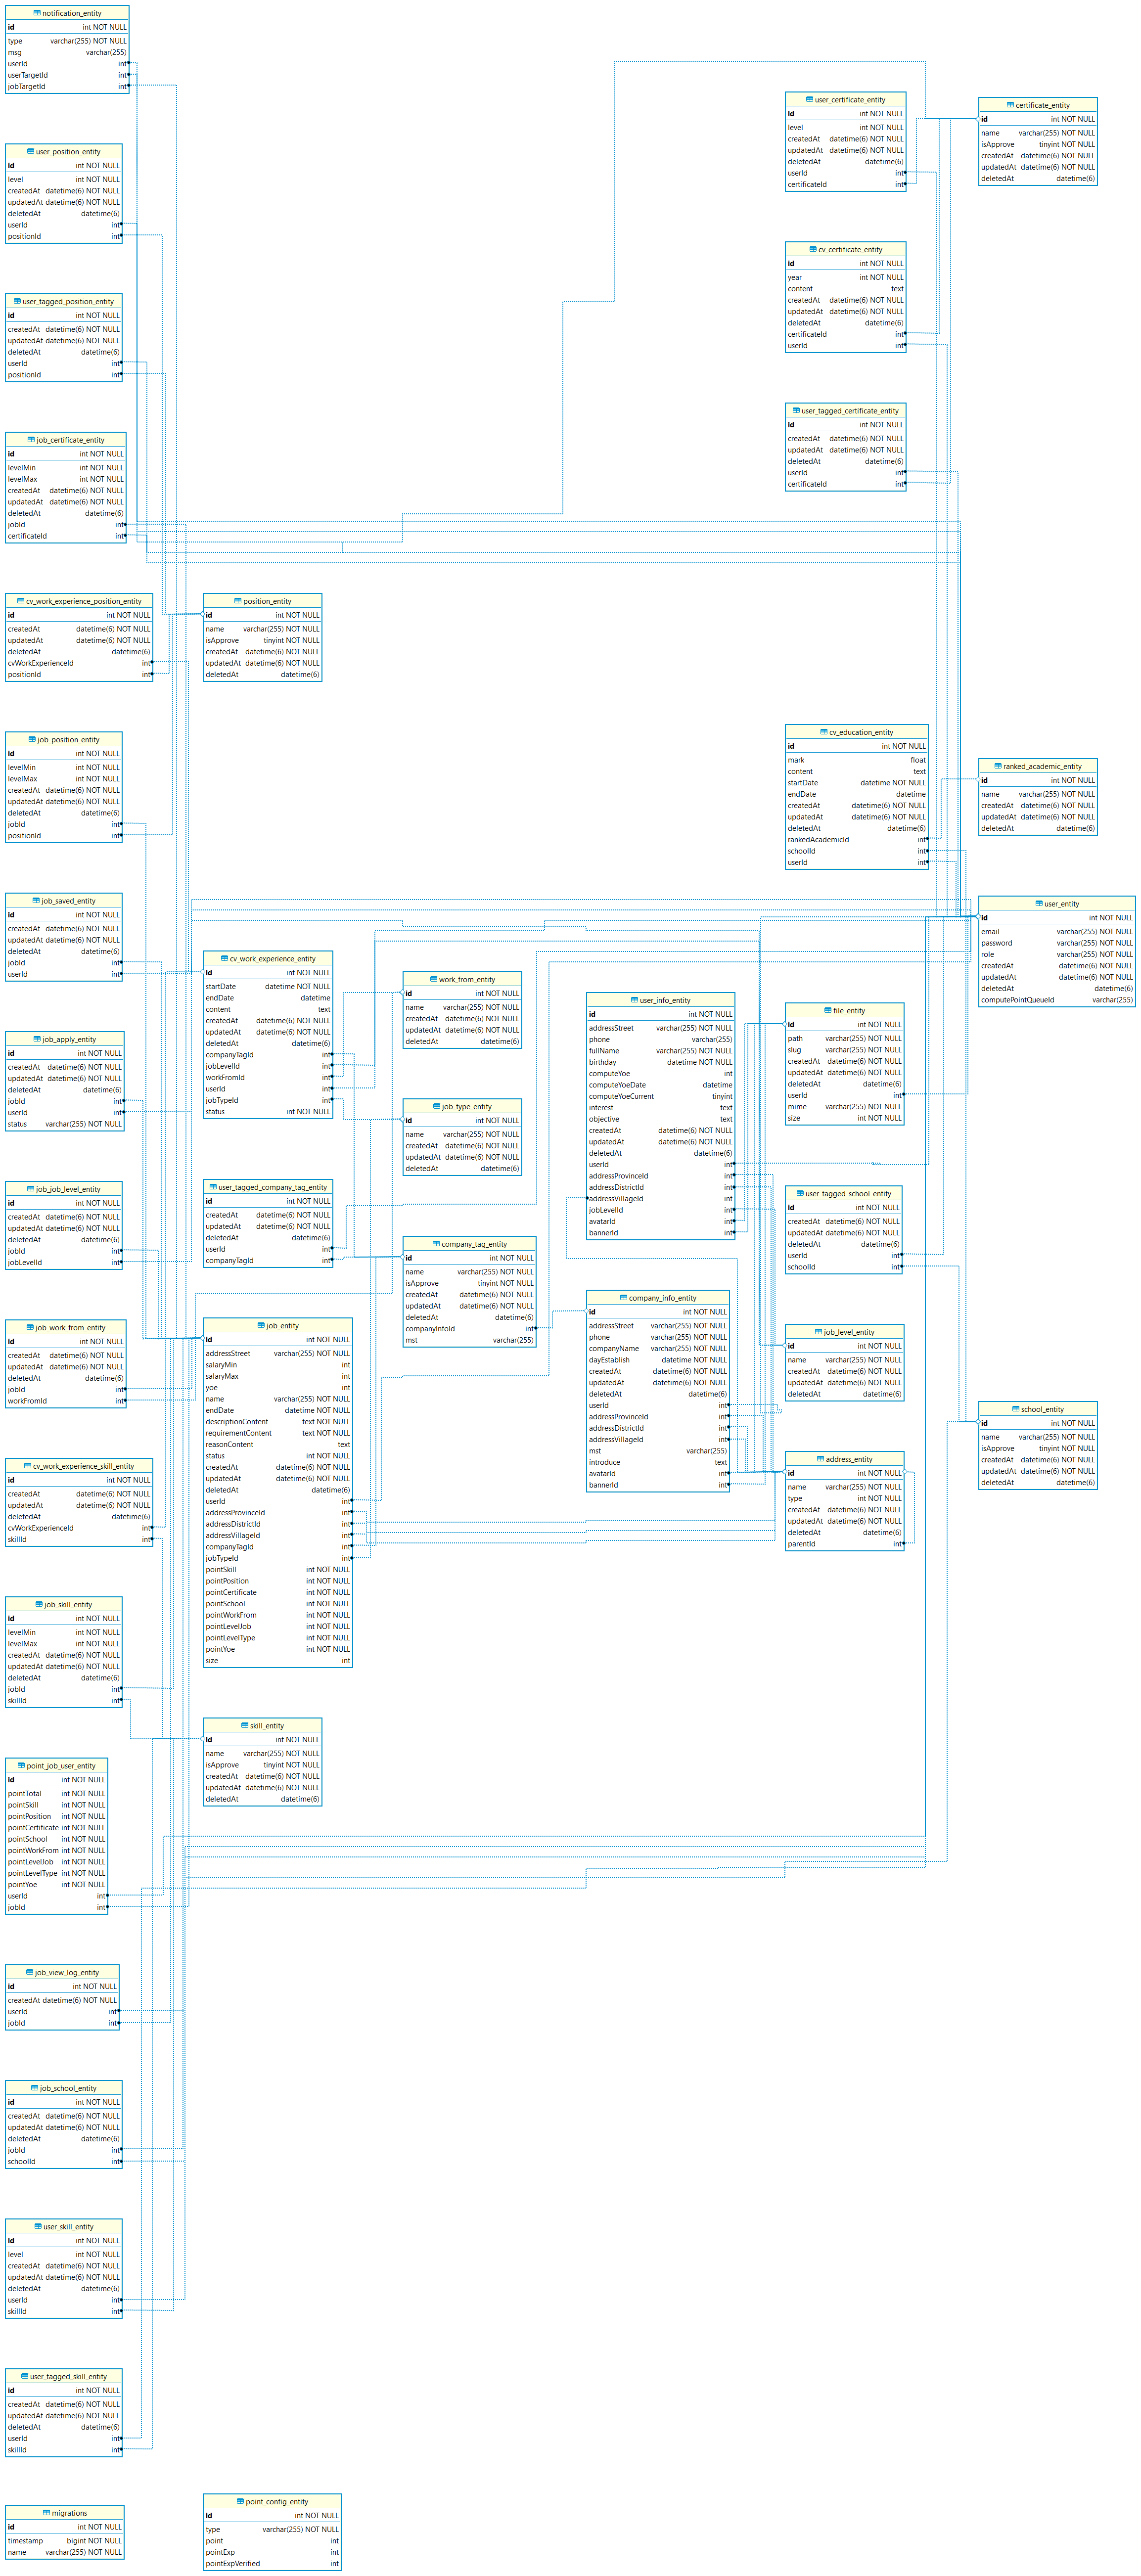 notification_entity
id int NOT NULL
type varchar(255) NOT NULL
msg varchar(255)
userId int
userTargetId int
jobTargetId int
user_position_entity
id int NOT NULL
level int NOT NULL
createdAt datetime(6) NOT NULL
updatedAt datetime(6) NOT NULL
deletedAt datetime(6)
userId int
positionId int
user_tagged_position_entity
id int NOT NULL
createdAt datetime(6) NOT NULL
updatedAt datetime(6) NOT NULL
deletedAt datetime(6)
userId int
positionId int
job_certificate_entity
id int NOT NULL
levelMin int NOT NULL
levelMax int NOT NULL
createdAt datetime(6) NOT NULL
updatedAt datetime(6) NOT NULL
deletedAt datetime(6)
jobId int
certificateId int
cv_work_experience_position_entity
id int NOT NULL
createdAt datetime(6) NOT NULL
updatedAt datetime(6) NOT NULL
deletedAt datetime(6)
cvWorkExperienceId int
positionId int
job_position_entity
id int NOT NULL
levelMin int NOT NULL
levelMax int NOT NULL
createdAt datetime(6) NOT NULL
updatedAt datetime(6) NOT NULL
deletedAt datetime(6)
jobId int
positionId int
job_saved_entity
id int NOT NULL
createdAt datetime(6) NOT NULL
updatedAt datetime(6) NOT NULL
deletedAt datetime(6)
jobId int
userId int
job_apply_entity
id int NOT NULL
createdAt datetime(6) NOT NULL
updatedAt datetime(6) NOT NULL
deletedAt datetime(6)
jobId int
userId int
status varchar(255) NOT NULL
job_job_level_entity
id int NOT NULL
createdAt datetime(6) NOT NULL
updatedAt datetime(6) NOT NULL
deletedAt datetime(6)
jobId int
jobLevelId int
job_work_from_entity
id int NOT NULL
createdAt datetime(6) NOT NULL
updatedAt datetime(6) NOT NULL
deletedAt datetime(6)
jobId int
workFromId int
cv_work_experience_skill_entity
id int NOT NULL
createdAt datetime(6) NOT NULL
updatedAt datetime(6) NOT NULL
deletedAt datetime(6)
cvWorkExperienceId int
skillId int
job_skill_entity
id int NOT NULL
levelMin int NOT NULL
levelMax int NOT NULL
createdAt datetime(6) NOT NULL
updatedAt datetime(6) NOT NULL
deletedAt datetime(6)
jobId int
skillId int
point_job_user_entity
id int NOT NULL
pointTotal int NOT NULL
pointSkill int NOT NULL
pointPosition int NOT NULL
pointCertificate int NOT NULL
pointSchool int NOT NULL
pointWorkFrom int NOT NULL
pointLevelJob int NOT NULL
pointLevelType int NOT NULL
pointYoe int NOT NULL
userId int
jobId int
job_view_log_entity
id int NOT NULL
createdAt datetime(6) NOT NULL
userId int
jobId int
job_school_entity
id int NOT NULL
createdAt datetime(6) NOT NULL
updatedAt datetime(6) NOT NULL
deletedAt datetime(6)
jobId int
schoolId int
user_skill_entity
id int NOT NULL
level int NOT NULL
createdAt datetime(6) NOT NULL
updatedAt datetime(6) NOT NULL
deletedAt datetime(6)
userId int
skillId int
user_tagged_skill_entity
id int NOT NULL
createdAt datetime(6) NOT NULL
updatedAt datetime(6) NOT NULL
deletedAt datetime(6)
userId int
skillId int
migrations
id int NOT NULL
timestamp bigint NOT NULL
name varchar(255) NOT NULL
position_entity
id int NOT NULL
name varchar(255) NOT NULL
isApprove tinyint NOT NULL
createdAt datetime(6) NOT NULL
updatedAt datetime(6) NOT NULL
deletedAt datetime(6)
cv_work_experience_entity
id int NOT NULL
startDate datetime NOT NULL
endDate datetime
content text
createdAt datetime(6) NOT NULL
updatedAt datetime(6) NOT NULL
deletedAt datetime(6)
companyTagId int
jobLevelId int
workFromId int
userId int
jobTypeId int
status int NOT NULL
user_tagged_company_tag_entity
id int NOT NULL
createdAt datetime(6) NOT NULL
updatedAt datetime(6) NOT NULL
deletedAt datetime(6)
userId int
companyTagId int
job_entity
id int NOT NULL
addressStreet varchar(255) NOT NULL
salaryMin int
salaryMax int
yoe int
name varchar(255) NOT NULL
endDate datetime NOT NULL
descriptionContent text NOT NULL
requirementContent text NOT NULL
reasonContent text
status int NOT NULL
createdAt datetime(6) NOT NULL
updatedAt datetime(6) NOT NULL
deletedAt datetime(6)
userId int
addressProvinceId int
addressDistrictId int
addressVillageId int
companyTagId int
jobTypeId int
pointSkill int NOT NULL
pointPosition int NOT NULL
pointCertificate int NOT NULL
pointSchool int NOT NULL
pointWorkFrom int NOT NULL
pointLevelJob int NOT NULL
pointLevelType int NOT NULL
pointYoe int NOT NULL
size int
skill_entity
id int NOT NULL
name varchar(255) NOT NULL
isApprove tinyint NOT NULL
createdAt datetime(6) NOT NULL
updatedAt datetime(6) NOT NULL
deletedAt datetime(6)
point_config_entity
id int NOT NULL
type varchar(255) NOT NULL
point int
pointExp int
pointExpVerified int
work_from_entity
id int NOT NULL
name varchar(255) NOT NULL
createdAt datetime(6) NOT NULL
updatedAt datetime(6) NOT NULL
deletedAt datetime(6)
job_type_entity
id int NOT NULL
name varchar(255) NOT NULL
createdAt datetime(6) NOT NULL
updatedAt datetime(6) NOT NULL
deletedAt datetime(6)
company_tag_entity
id int NOT NULL
name varchar(255) NOT NULL
isApprove tinyint NOT NULL
createdAt datetime(6) NOT NULL
updatedAt datetime(6) NOT NULL
deletedAt datetime(6)
companyInfoId int
mst varchar(255)
user_info_entity
id int NOT NULL
addressStreet varchar(255) NOT NULL
phone varchar(255)
fullName varchar(255) NOT NULL
birthday datetime NOT NULL
computeYoe int
computeYoeDate datetime
computeYoeCurrent tinyint
interest text
objective text
createdAt datetime(6) NOT NULL
updatedAt datetime(6) NOT NULL
deletedAt datetime(6)
userId int
addressProvinceId int
addressDistrictId int
addressVillageId int
jobLevelId int
avatarId int
bannerId int
company_info_entity
id int NOT NULL
addressStreet varchar(255) NOT NULL
phone varchar(255) NOT NULL
companyName varchar(255) NOT NULL
dayEstablish datetime NOT NULL
createdAt datetime(6) NOT NULL
updatedAt datetime(6) NOT NULL
deletedAt datetime(6)
userId int
addressProvinceId int
addressDistrictId int
addressVillageId int
mst varchar(255)
introduce text
avatarId int
bannerId int
user_certificate_entity
id int NOT NULL
level int NOT NULL
createdAt datetime(6) NOT NULL
updatedAt datetime(6) NOT NULL
deletedAt datetime(6)
userId int
certificateId int
cv_certificate_entity
id int NOT NULL
year int NOT NULL
content text
createdAt datetime(6) NOT NULL
updatedAt datetime(6) NOT NULL
deletedAt datetime(6)
certificateId int
userId int
user_tagged_certificate_entity
id int NOT NULL
createdAt datetime(6) NOT NULL
updatedAt datetime(6) NOT NULL
deletedAt datetime(6)
userId int
certificateId int
cv_education_entity
id int NOT NULL
mark float
content text
startDate datetime NOT NULL
endDate datetime
createdAt datetime(6) NOT NULL
updatedAt datetime(6) NOT NULL
deletedAt datetime(6)
rankedAcademicId int
schoolId int
userId int
file_entity
id int NOT NULL
path varchar(255) NOT NULL
slug varchar(255) NOT NULL
createdAt datetime(6) NOT NULL
updatedAt datetime(6) NOT NULL
deletedAt datetime(6)
userId int
mime varchar(255) NOT NULL
size int NOT NULL
user_tagged_school_entity
id int NOT NULL
createdAt datetime(6) NOT NULL
updatedAt datetime(6) NOT NULL
deletedAt datetime(6)
userId int
schoolId int
job_level_entity
id int NOT NULL
name varchar(255) NOT NULL
createdAt datetime(6) NOT NULL
updatedAt datetime(6) NOT NULL
deletedAt datetime(6)
address_entity
id int NOT NULL
name varchar(255) NOT NULL
type int NOT NULL
createdAt datetime(6) NOT NULL
updatedAt datetime(6) NOT NULL
deletedAt datetime(6)
parentId int
certificate_entity
id int NOT NULL
name varchar(255) NOT NULL
isApprove tinyint NOT NULL
createdAt datetime(6) NOT NULL
updatedAt datetime(6) NOT NULL
deletedAt datetime(6)
ranked_academic_entity
id int NOT NULL
name varchar(255) NOT NULL
createdAt datetime(6) NOT NULL
updatedAt datetime(6) NOT NULL
deletedAt datetime(6)
user_entity
id int NOT NULL
email varchar(255) NOT NULL
password varchar(255) NOT NULL
role varchar(255) NOT NULL
createdAt datetime(6) NOT NULL
updatedAt datetime(6) NOT NULL
deletedAt datetime(6)
computePointQueueId varchar(255)
school_entity
id int NOT NULL
name varchar(255) NOT NULL
isApprove tinyint NOT NULL
createdAt datetime(6) NOT NULL
updatedAt datetime(6) NOT NULL
deletedAt datetime(6)